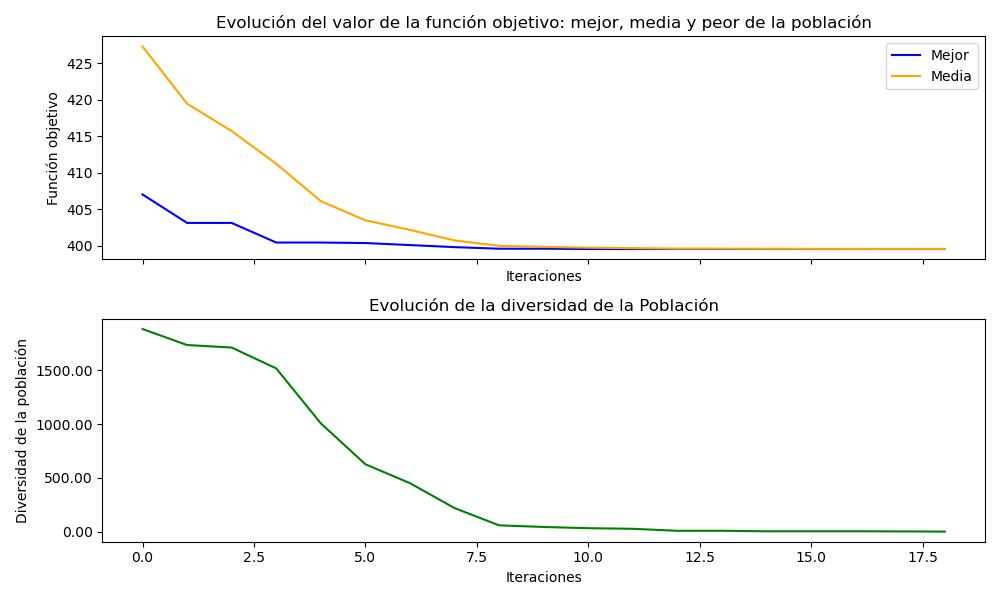 Evolución del valor de la función objetivo: mejor, media y peor de la población
Mejor
Media
425
420
415
410
405
400
Función objetivo
Iteraciones
Evolución de la diversidad de la Población
1500.00
1000.00
500.00
0.00
Diversidad de la población
0.0 2.5 5.0 7.5 10.0 12.5 15.0 17.5
Iteraciones